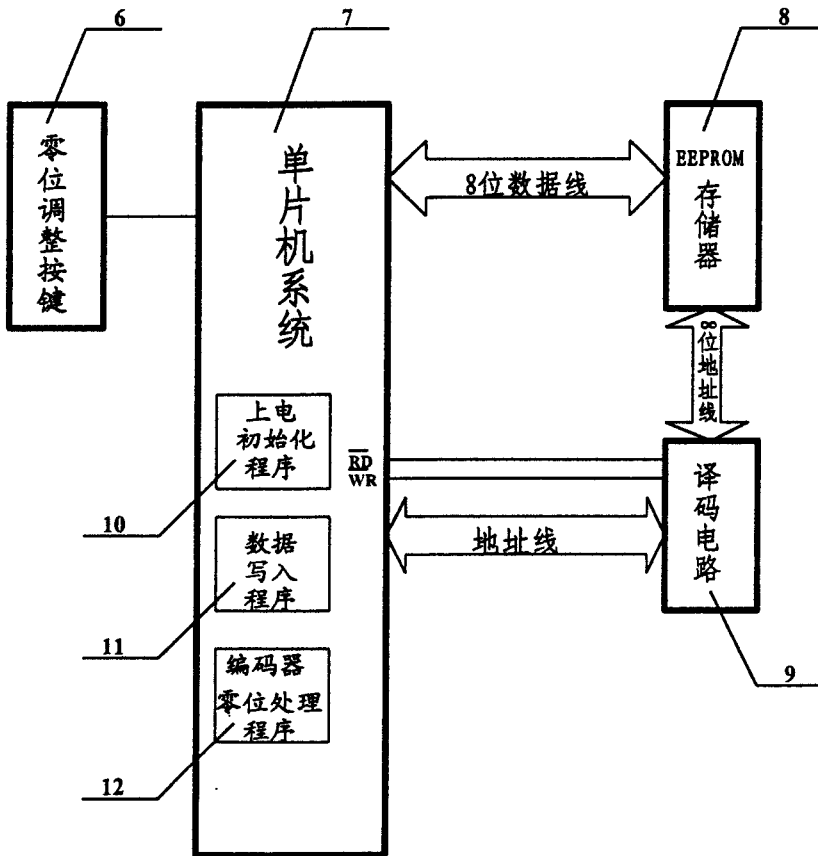 6
7
8
零位调整按键
单片机系统
8位数据线
EEPROM
存储器
8位地址线
上电
初始化
程序
RD
WR
译码电路
10
数据
写入
程序
地址线
11
编码器
零位处理
程序
9
12